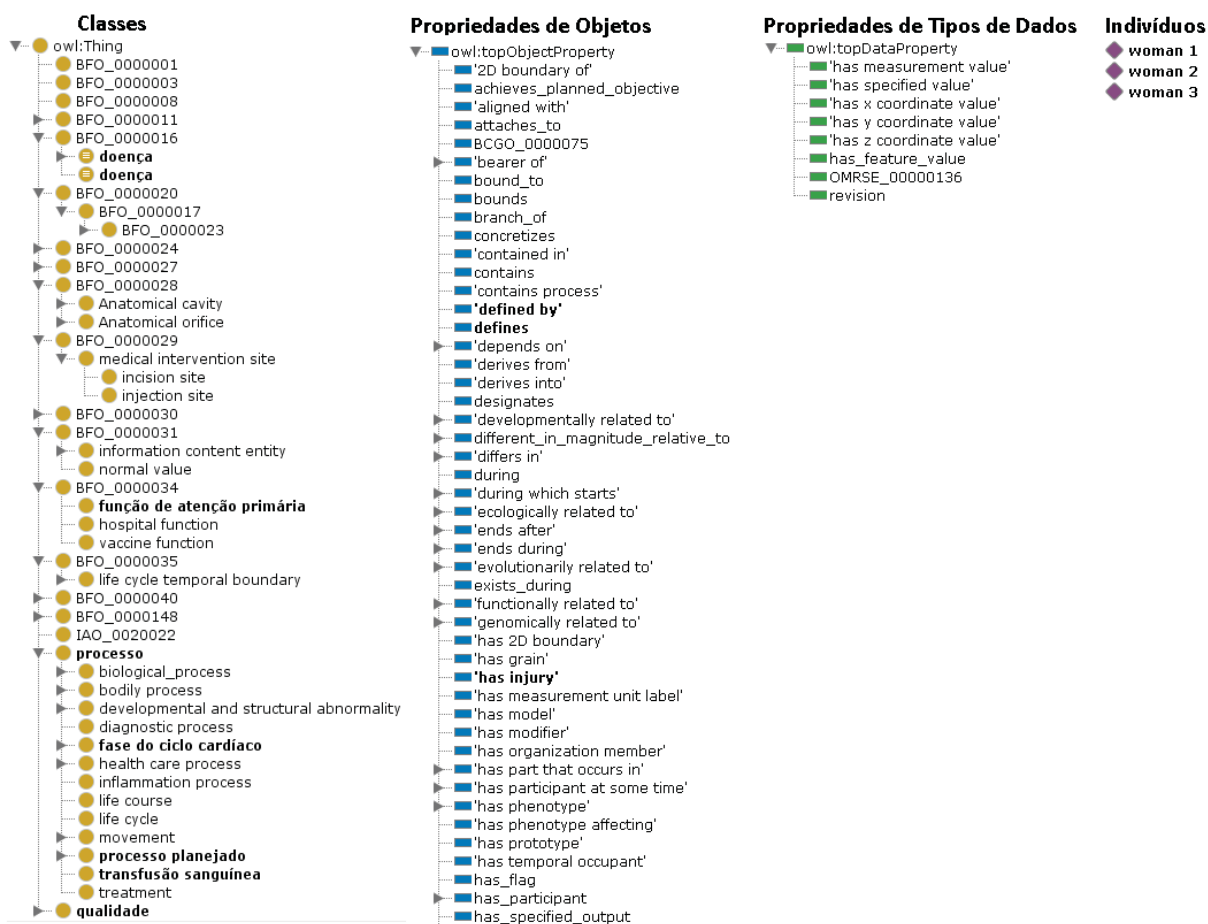 Classes
owl:Thing
BFO_0000001
BFO_0000003
BFO_0000008
BFO_0000011
BFO_0000016
doença
doença
BFO_0000020
BFO_0000017
BFO_0000023
BFO_0000024
BFO_0000027
BFO_0000028
Anatomical cavity
Anatomical orifice
BFO_0000029
medical intervention site
incision site
injection site
BFO_0000030
BFO_0000031
information content entity
normal value
BFO_0000034
função de atenção primária
hospital function
vaccine function
BFO_0000035
life cycle temporal boundary
BFO_0000040
BFO_0000148
IAO_0020022
processo
biological_process
bodily process
developmental and structural abnormality
diagnostic process
fase do ciclo cardíaco
health care process
inflammation process
life course
life cycle
movement
processo planejado
transfusão sanguínea
treatment
qualidade
Propriedades de Objetos
owl:topObjectProperty
'2D boundary of'
achieves_planned_objective
'aligned with'
attaches_to
BCGO_0000075
'bearer of'
bound_to
bounds
branch_of
concretizes
'contained in'
contains
'contains process'
'defined by'
defines
'depends on'
'derives from'
'derives into'
designates
'developmentally related to'
different_in_magnitude_relative_to
'differs in'
during
'during which starts'
'ecologically related to'
'ends after'
'ends during'
'evolutionarily related to'
exists_during
'functionally related to'
'genomically related to'
'has 2D boundary'
'has grain'
'has injury'
'has measurement unit label'
'has model'
'has modifier'
'has organization member'
'has part that occurs in'
'has participant at some time'
'has phenotype'
'has phenotype affecting'
'has prototype'
'has temporal occupant'
has_flag
has_participant
has_specified_output
Propriedades de Tipos de Dados
owl:topDataProperty
'has measurement value'
'has specified value'
'has x coordinate value'
'has y coordinate value'
'has z coordinate value'
has_feature_value
OMRSE_00000136
revision
Indivíduos
woman 1
woman 2
woman 3